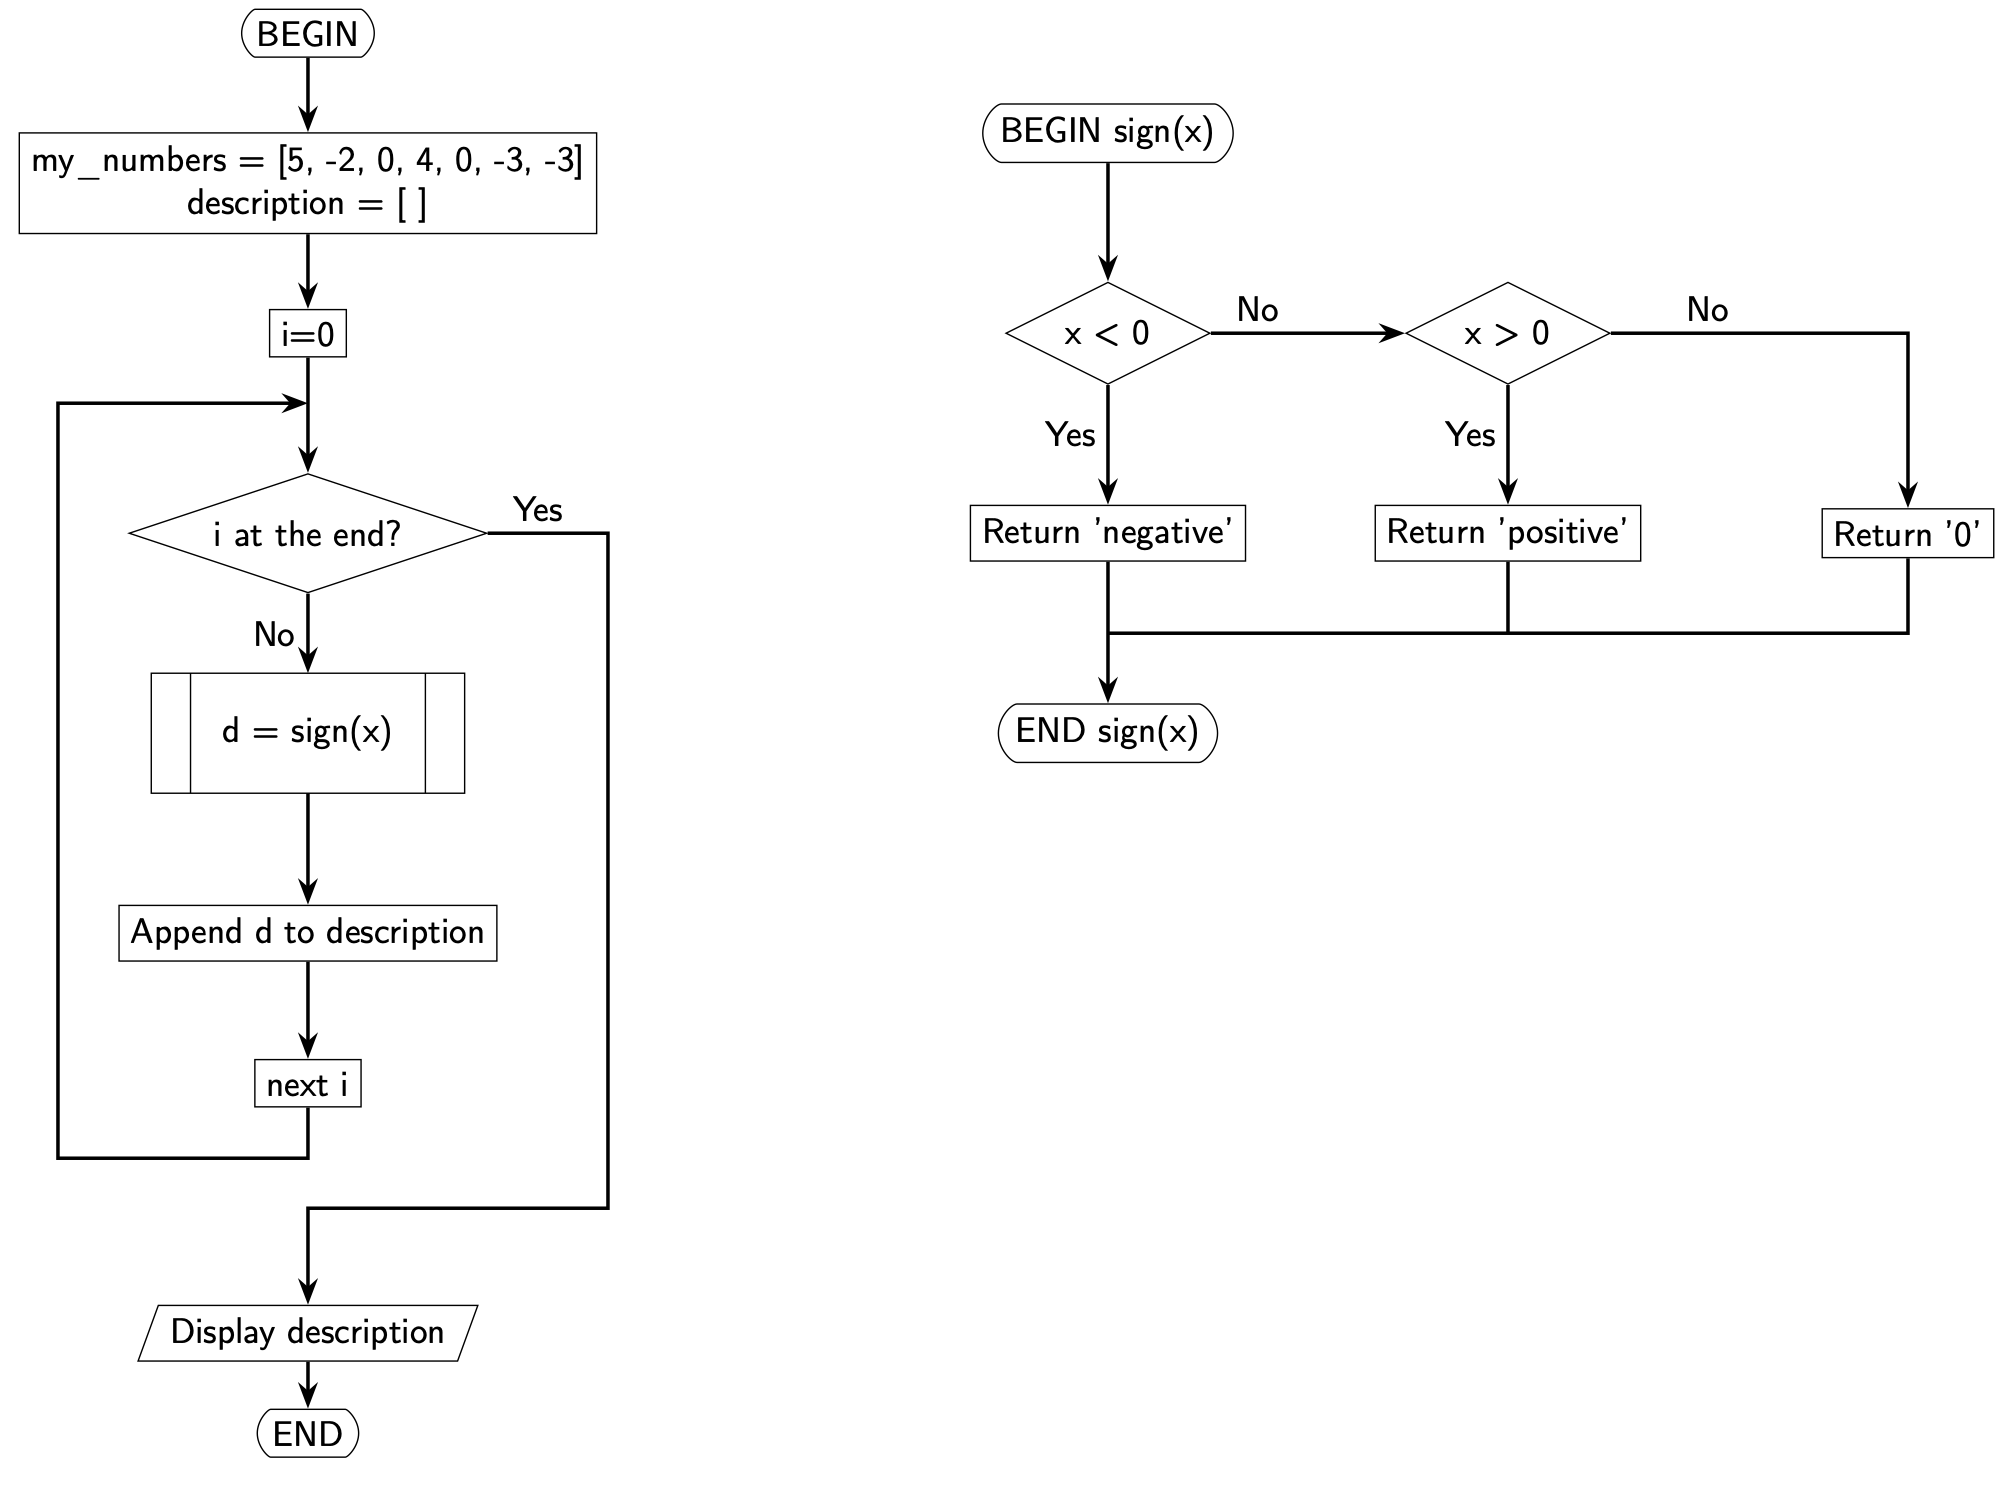 BEGIN
my_numbers = [5, -2, 0, 4, 0, -3, -3]
description = [ ]
i=0
i at the end?
Yes
No
d = sign(x)
Append d to description
next i
Display description
END
BEGIN sign(x)
x < 0
No
x > 0
No
Yes
Yes
Return 'negative'
Return 'positive'
Return '0'
END sign(x)